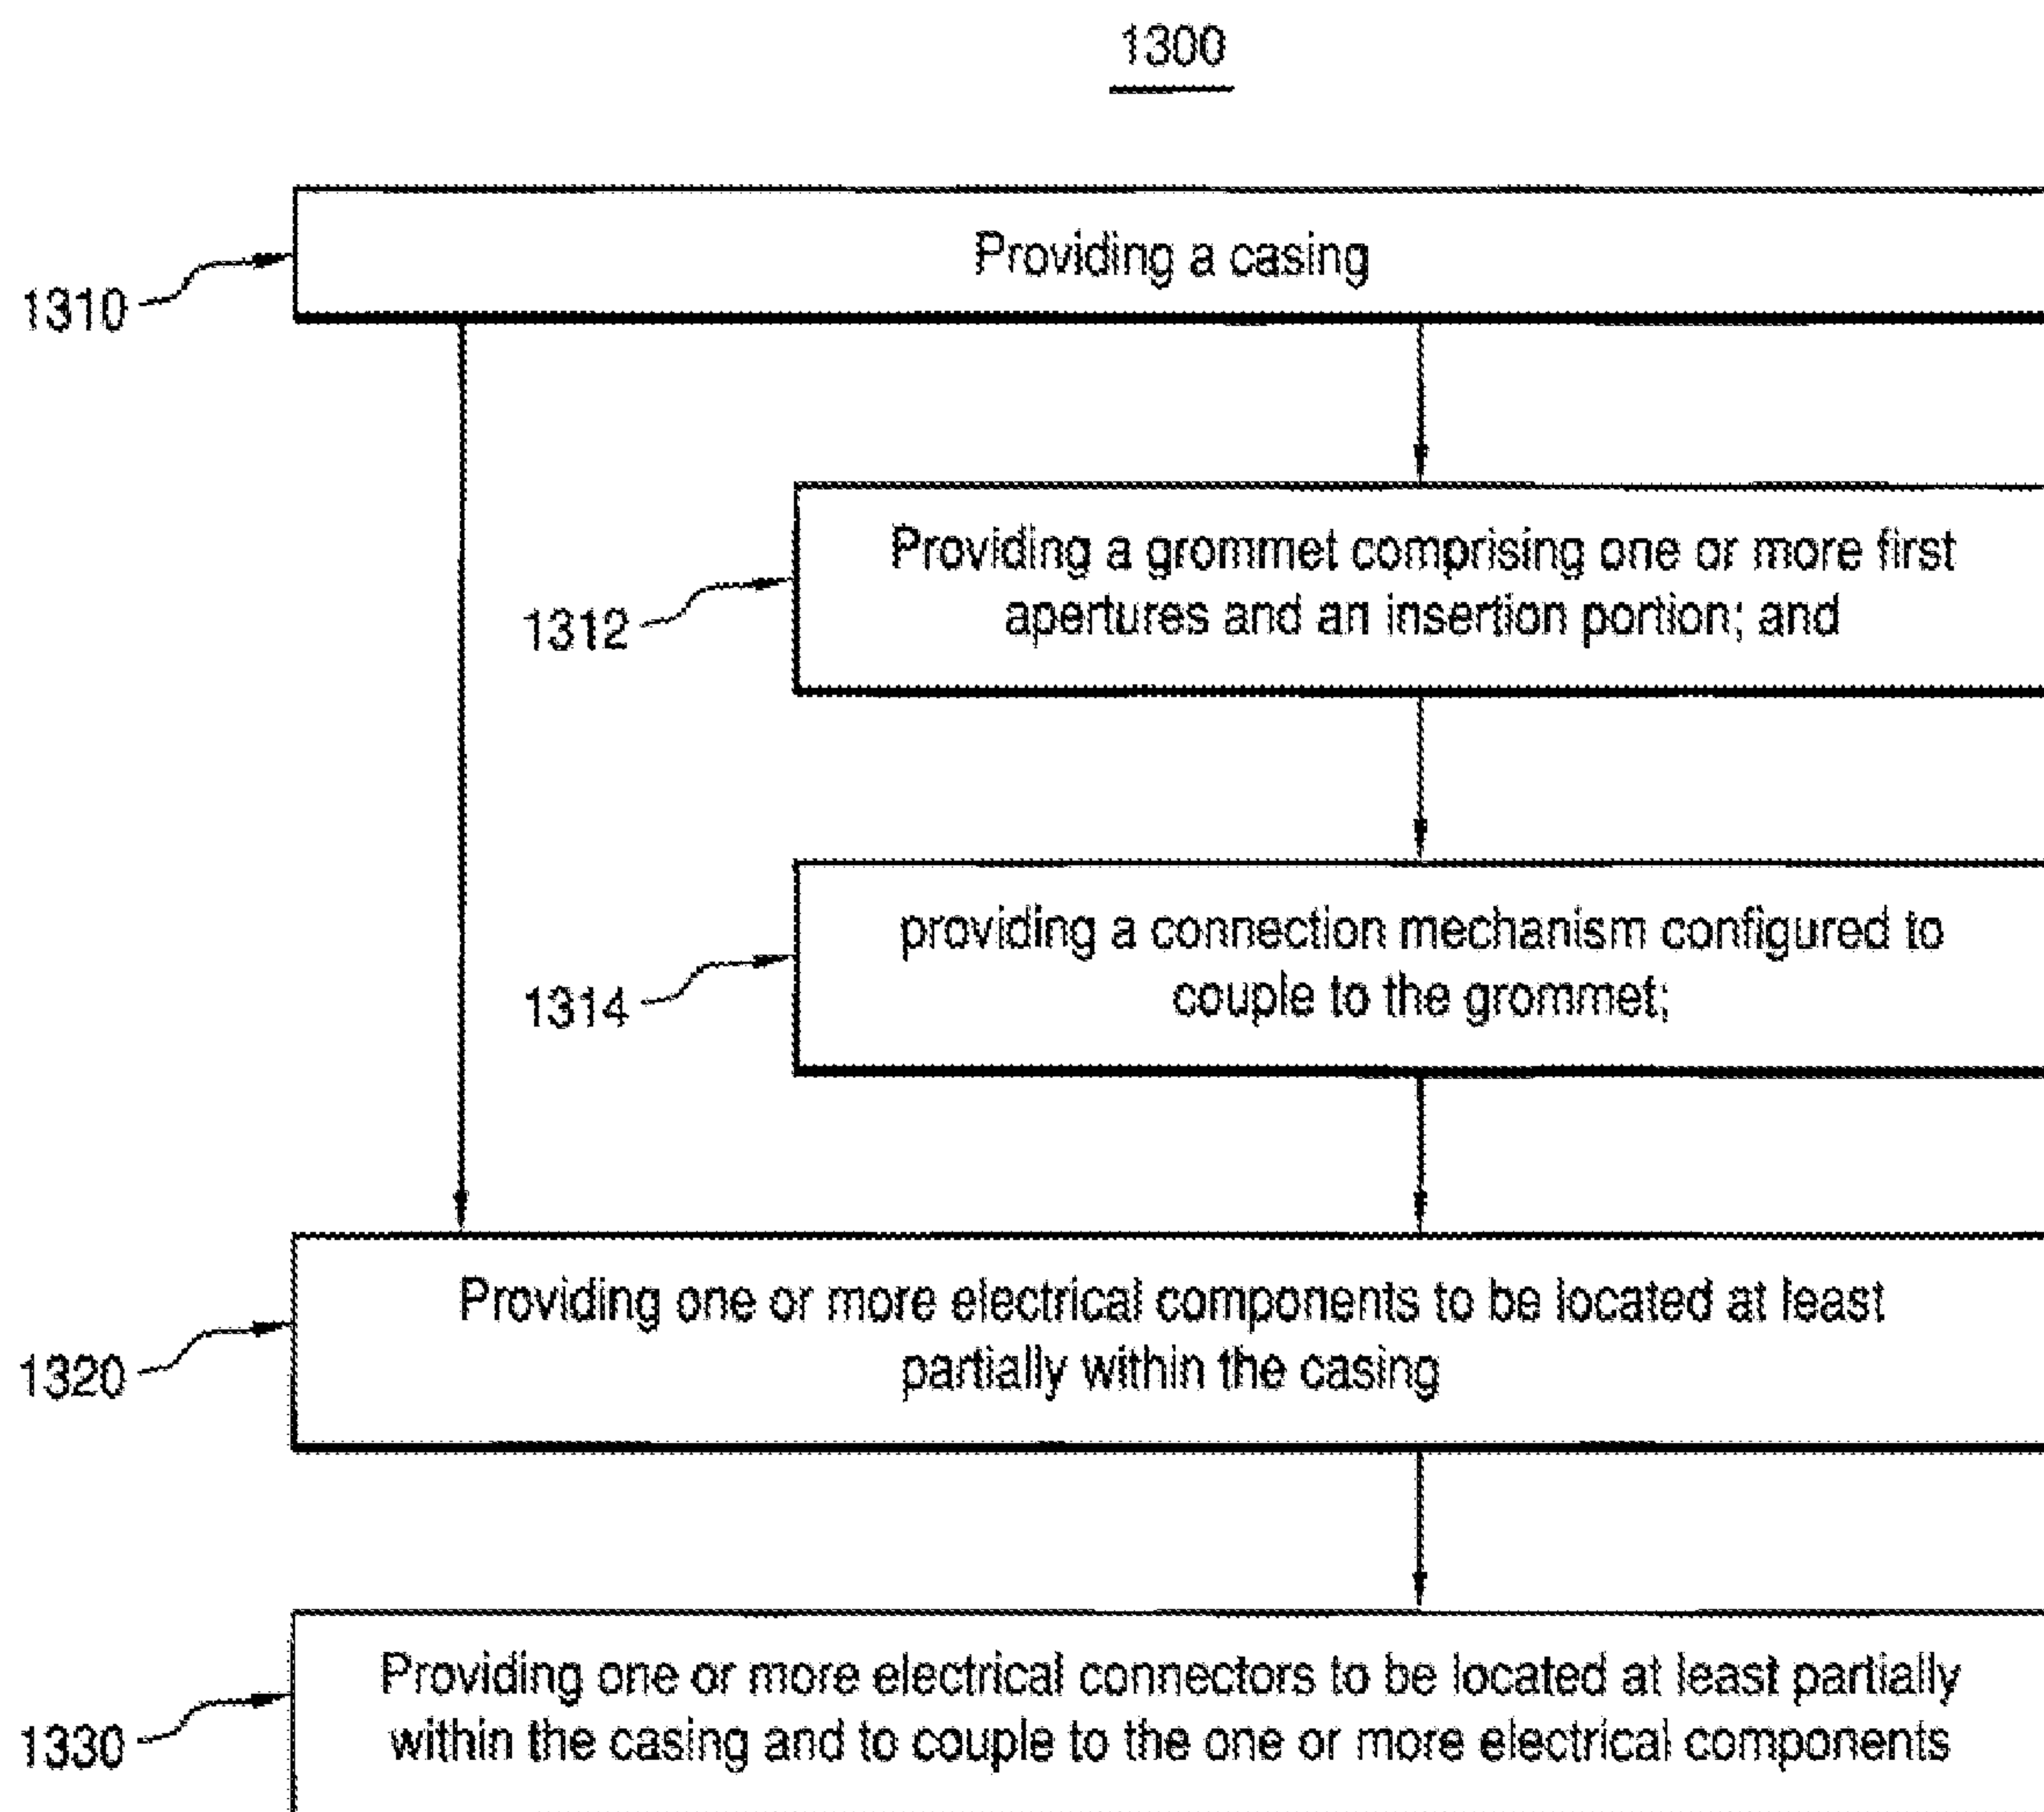 1300
Providing a casing
1310
Providing a grommet comprising one or more first
apertures and an insertion portion; and
1312
providing a connection mechanism configured to
couple to the grommet;
1314
Providing one or more electrical components to be located at least
partially within the casing
1320
Providing one or more electrical connectors to be located at least partially
within the casing and to couple to the one or more electrical components
1330